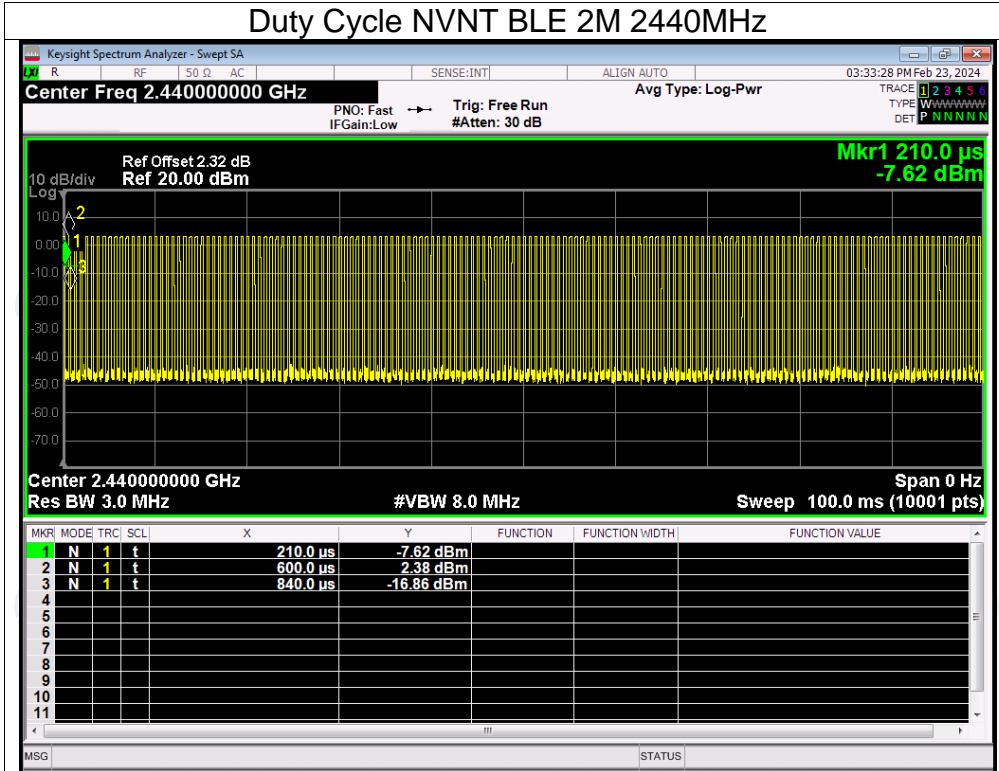 Duty Cycle NVNT BLE 2M 2440MHz
Keysight Spectrum Analyzer - Swept SA
LXI R RF 50 Ω AC SENSE:INT ALIGN AUTO 03:33:28 PM Feb 23, 2024
Center Freq 2.440000000 GHz Avg Type: Log-Pwr TRACE 1 2 3 4 5 6
PNO: Fast Trig: Free Run TYPE WWWWWW
IFGain:Low #Atten: 30 dB DET P N N N N N
Mkr1 210.0 µs
Ref Offset 2.32 dB
10 dB/div Ref 20.00 dBm -7.62 dBm
Log
10.0
0.00
-10.0
-20.0
-30.0
-40.0
-50.0
-60.0
-70.0
2
1
3
Center 2.440000000 GHz Span 0 Hz
Res BW 3.0 MHz #VBW 8.0 MHz Sweep 100.0 ms (10001 pts)
MKR MODE TRC SCL X Y FUNCTION FUNCTION WIDTH FUNCTION VALUE
1 N 1 t 210.0 µs -7.62 dBm
2 N 1 t 600.0 µs 2.38 dBm
3 N 1 t 840.0 µs -16.86 dBm
4
5
6
7
8
9
10
11
MSG STATUS